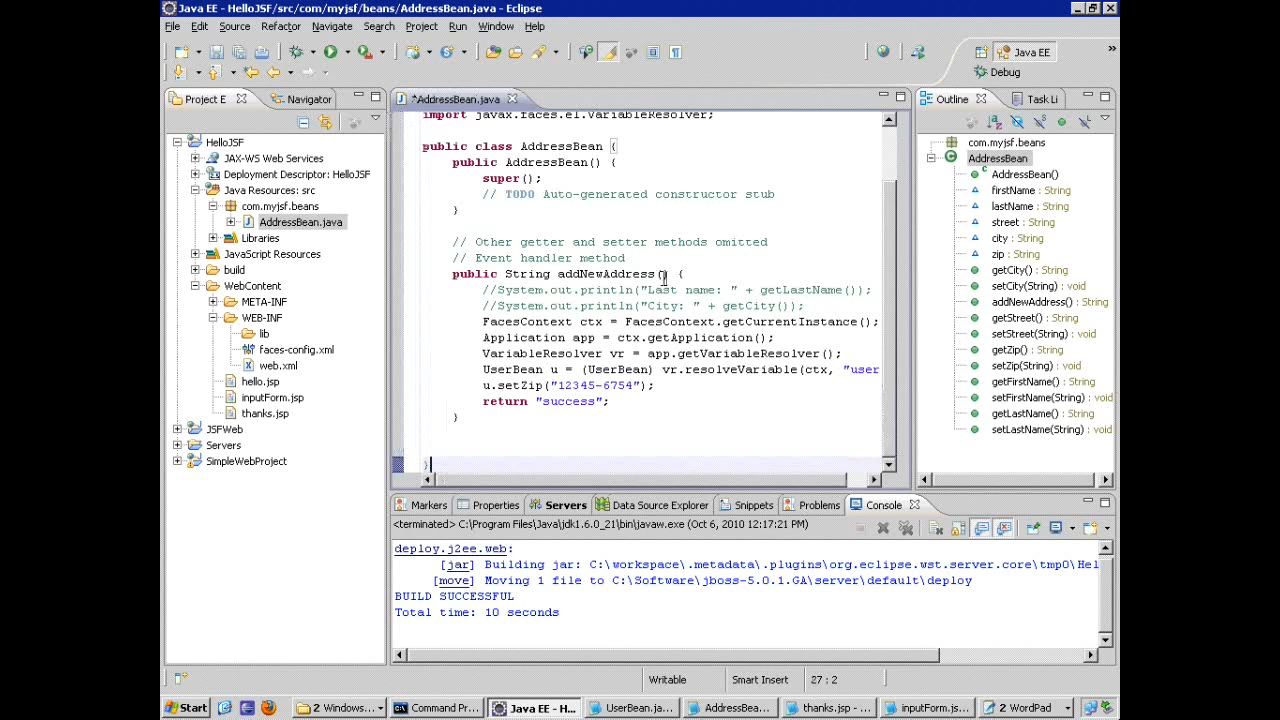 Java EE - HelloJSF/src/com/myjsf/beans/AddressBean.java - Eclipse
File Edit Source Refactor Navigate Search Project Run Window Help
Java EE
Debug
Project E
Navigator
HelloJSF
JAX-WS Web Services
Deployment Descriptor: HelloJSF
Java Resources: src
com.myjsf.beans
AddressBean.java
Libraries
JavaScript Resources
build
WebContent
META-INF
WEB-INF
lib
faces-config.xml
web.xml
hello.jsp
inputForm.jsp
thanks.jsp
JSFWeb
Servers
SimpleWebProject
*AddressBean.java
import javax.faces.el.VariableResolver;
public class AddressBean {
public AddressBean() {
super();
// TODO Auto-generated constructor stub
}
// Other getter and setter methods omitted
// Event handler method
public String addNewAddress() {
//System.out.println("Last name: " + getLastName());
//System.out.println("City: " + getCity());
FacesContext ctx = FacesContext.getCurrentInstance();
Application app = ctx.getApplication();
VariableResolver vr = app.getVariableResolver();
UserBean u = (UserBean) vr.resolveVariable(ctx, "user
u.setZip("12345-6754");
return "success";
}
}
Outline
Task Li
com.myjsf.beans
AddressBean
AddressBean()
firstName : String
lastName : String
street : String
city : String
zip : String
getCity() : String
setCity(String) : void
addNewAddress() : String
getStreet() : String
setStreet(String) : void
getZip() : String
setZip(String) : void
getFirstName() : String
setFirstName(String) : void
getLastName() : String
setLastName(String) : void
Markers
Properties
Servers
Data Source Explorer
Snippets
Problems
Console
<terminated> C:\Program Files\Java\jdk1.6.0_21\bin\javaw.exe (Oct 6, 2010 12:17:21 PM)
deploy.j2ee.web:
[jar] Building jar: C:\workspace\.metadata\.plugins\org.eclipse.wst.server.core\tmp0\Hel
[move] Moving 1 file to C:\Software\jboss-5.0.1.GA\server\default\deploy
BUILD SUCCESSFUL
Total time: 10 seconds
Writable
Smart Insert
27 : 2
Start
2 Windows...
Command Pr...
Java EE - H...
UserBean.ja...
AddressBea...
thanks.jsp - ...
inputForm.js...
2 WordPad